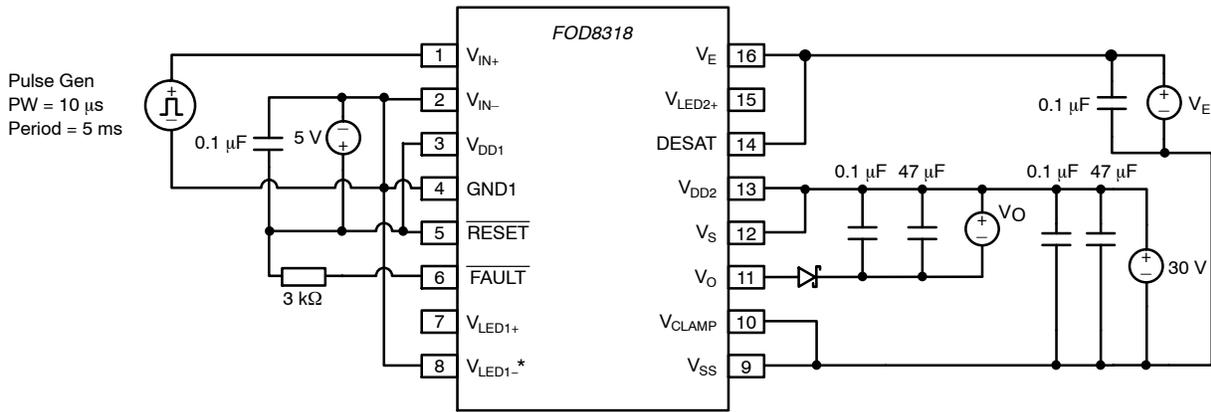 FOD8318
Pulse Gen
PW = 10 μs
Period = 5 ms
+
−
0.1 μF
5 V
−
+
3 kΩ
1 V_IN+
2 V_IN−
3 V_DD1
4 GND1
5 R̅E̅S̅E̅T̅
6 F̅A̅U̅L̅T̅
7 V_LED1+
8 V_LED1−*
V_E 16
V_LED2+ 15
DESAT 14
V_DD2 13
V_S 12
V_O 11
V_CLAMP 10
V_SS 9
0.1 μF
+
−
V_E
0.1 μF
47 μF
+
−
VO
0.1 μF
47 μF
+
−
30 V